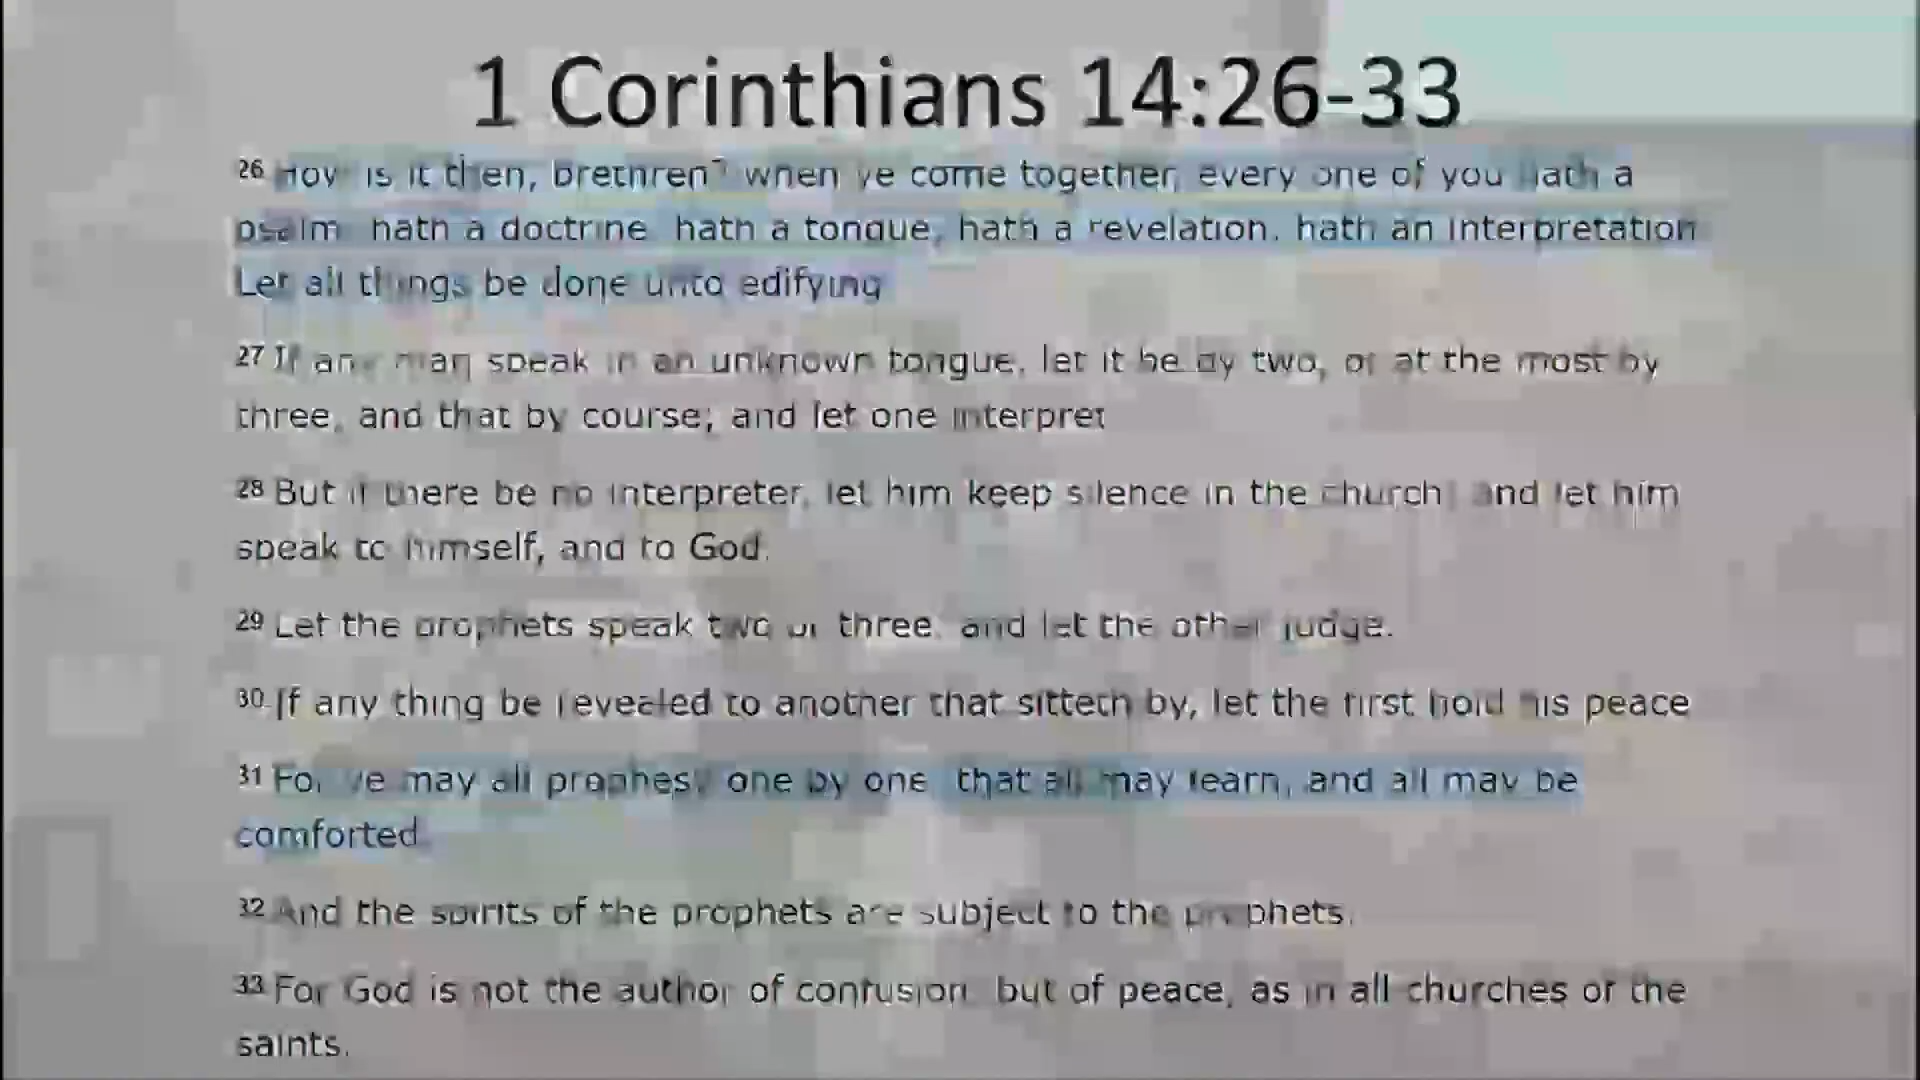 1 Corinthians 14:26-33
26 How is it then, brethren? when ye come together, every one of you hath a
psalm, hath a doctrine, hath a tongue, hath a revelation, hath an interpretation.
Let all things be done unto edifying.
27 If any man speak in an unknown tongue, let it be by two, or at the most by
three, and that by course; and let one interpret.
28 But if there be no interpreter, let him keep silence in the church; and let him
speak to himself, and to God.
29 Let the prophets speak two or three, and let the other judge.
30 If any thing be revealed to another that sitteth by, let the first hold his peace.
31 For ye may all prophesy one by one, that all may learn, and all may be
comforted.
32 And the spirits of the prophets are subject to the prophets.
33 For God is not the author of confusion, but of peace, as in all churches of the
saints.